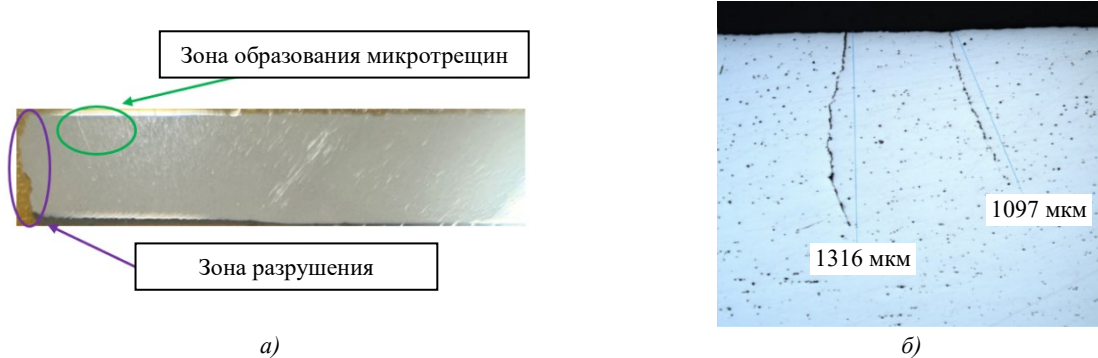 Зона образования микротрещин
Зона разрушения
1097 мкм
1316 мкм
а)
б)